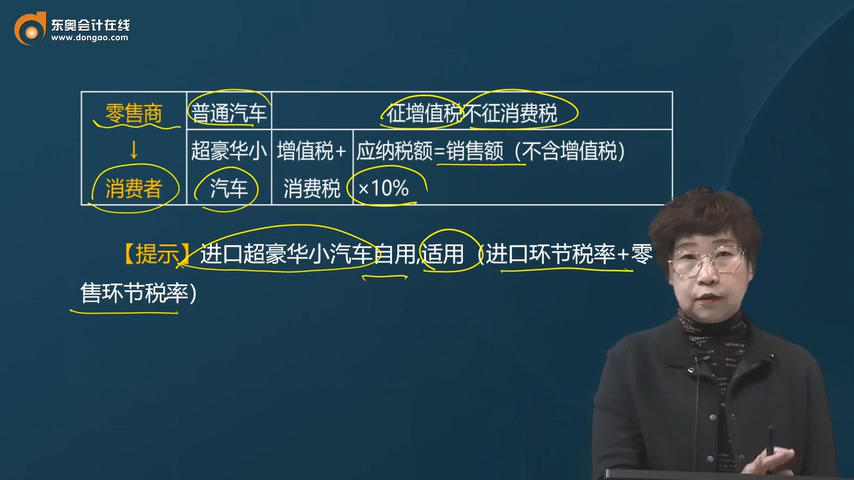 东奥会计在线
www.dongao.com
零售商 普通汽车 征增值税不征消费税
↓ 超豪华小 增值税+ 应纳税额=销售额（不含增值税）
消费者 汽车 消费税 ×10%
【提示】进口超豪华小汽车自用,适用（进口环节税率+零
售环节税率）